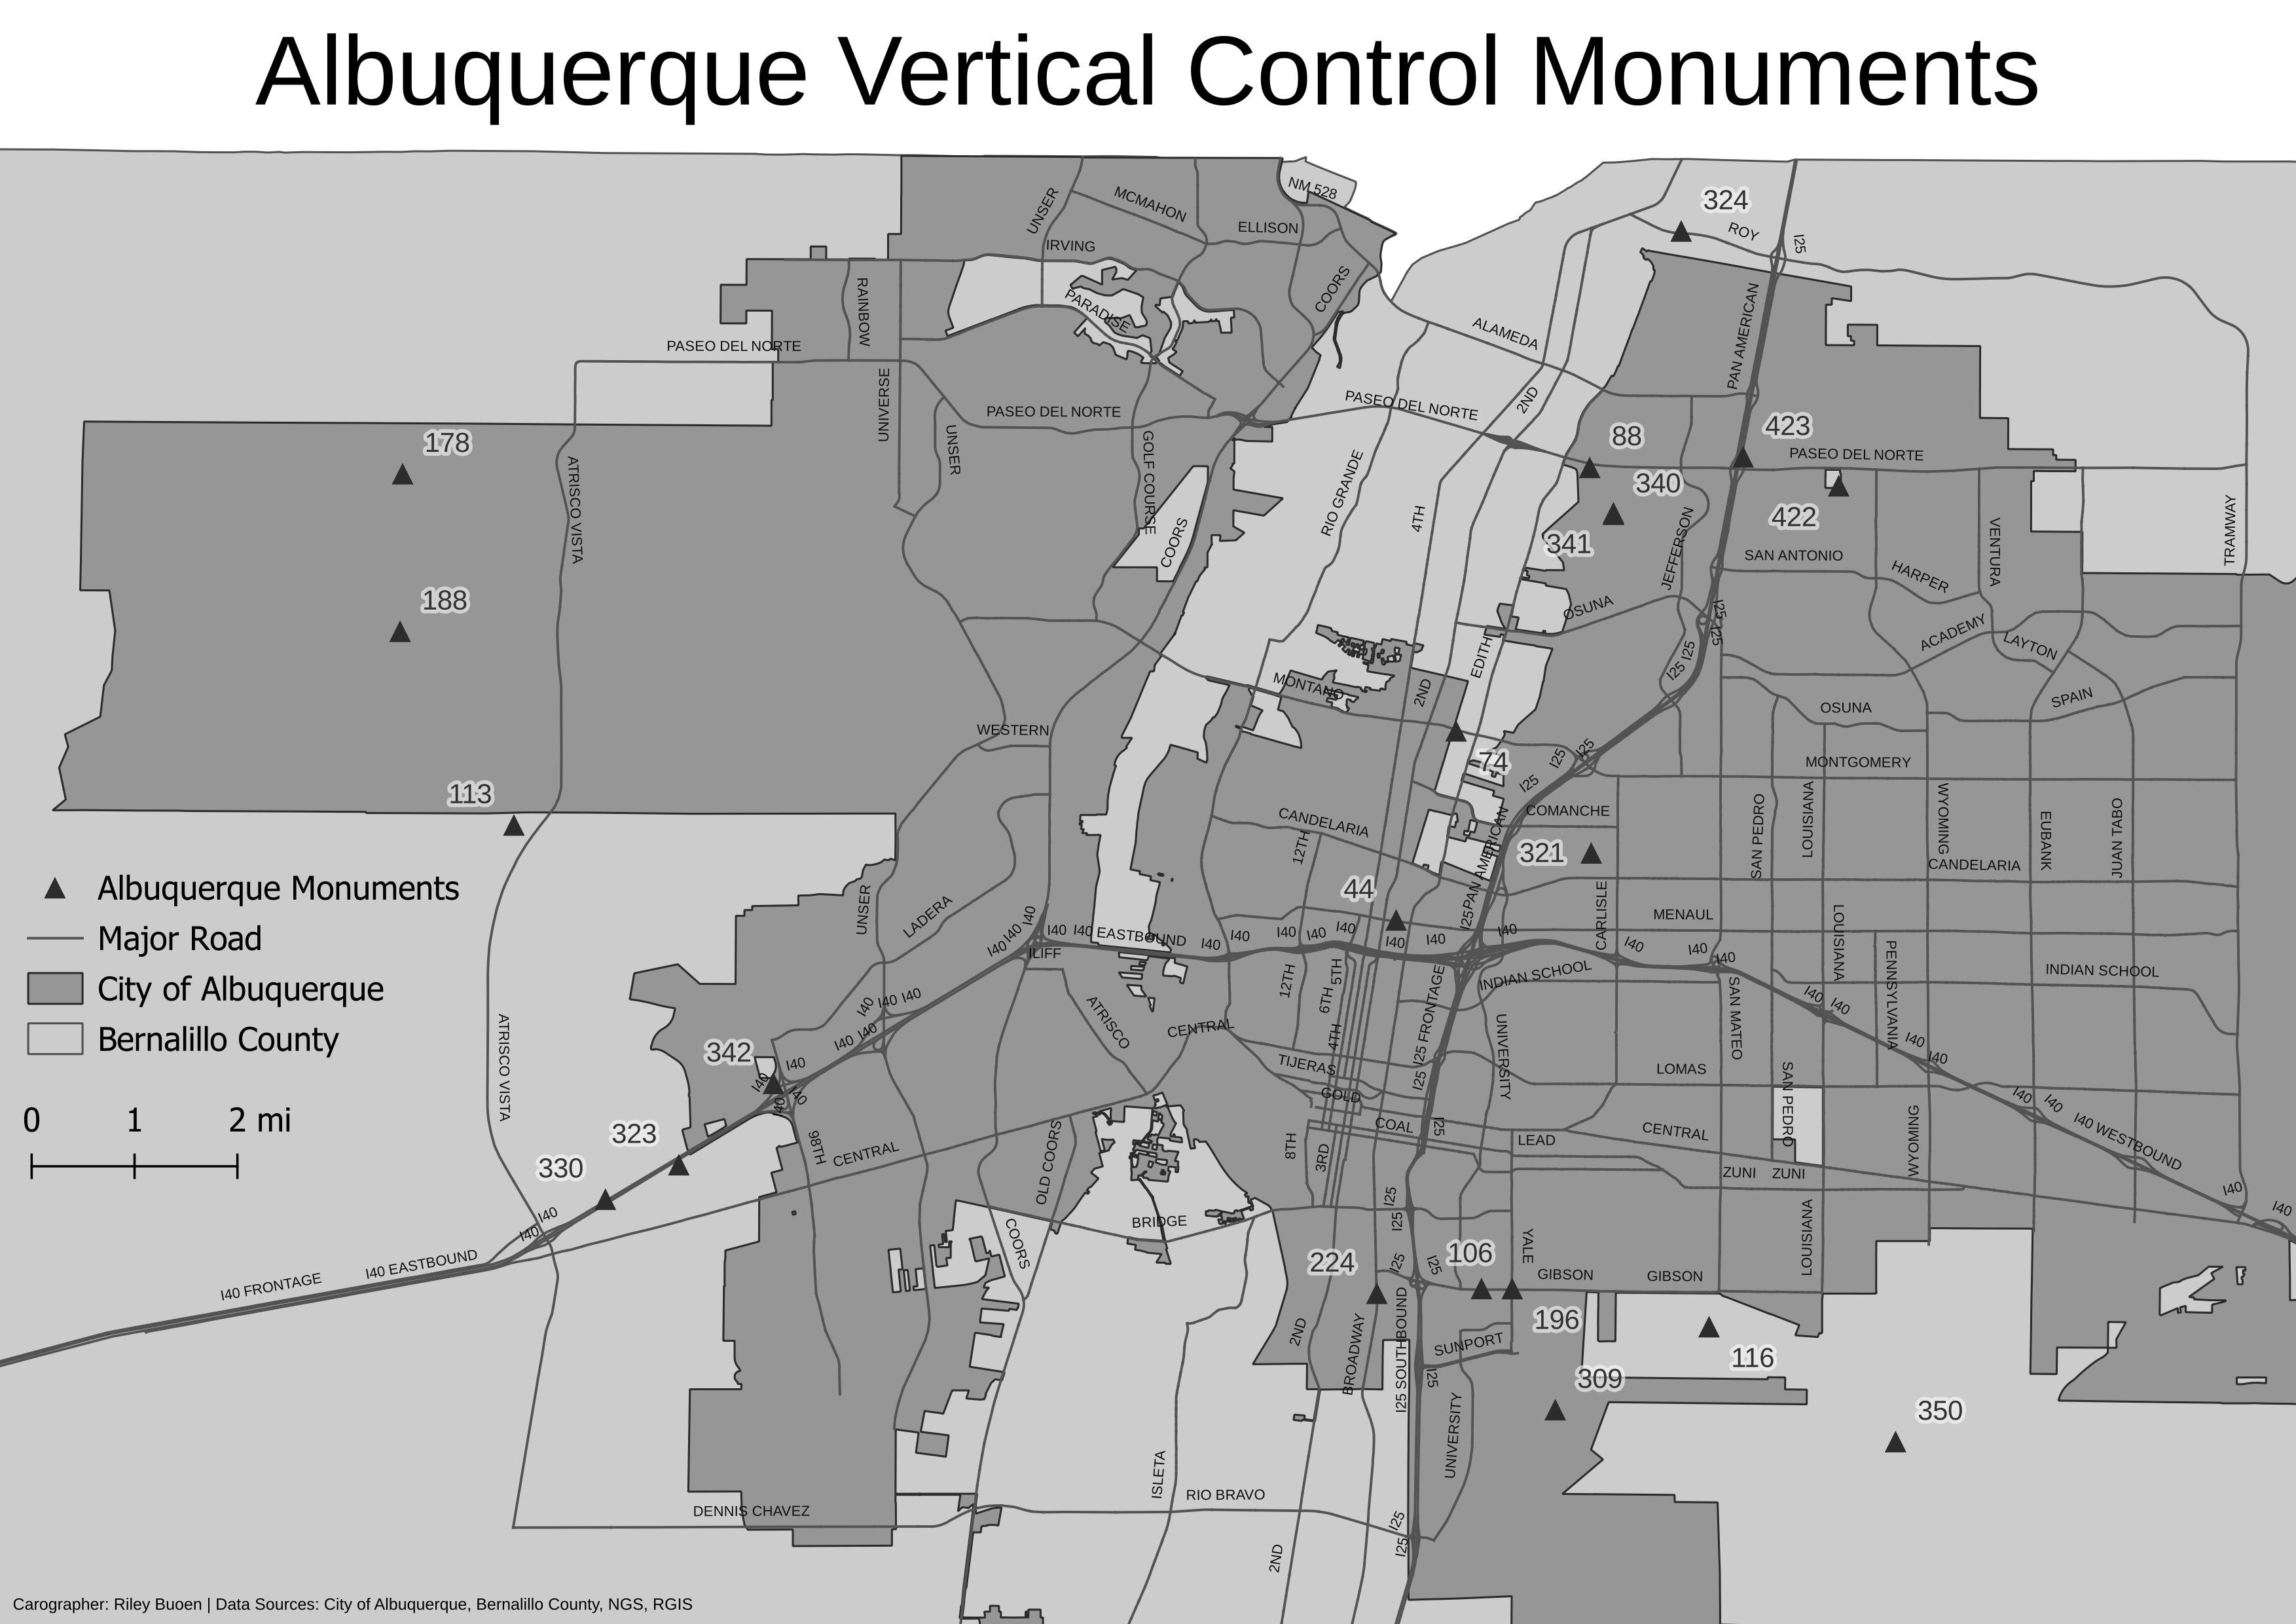 Albuquerque Vertical Control Monuments
NM 528
324
UNSER
MCMAHON
ELLISON
ROY
I25
IRVING
COORS
RAINBOW
PARADISE
PAN AMERICAN
ALAMEDA
PASEO DEL NORTE
UNIVERSE
PASEO DEL NORTE
PASEO DEL NORTE
2ND
88
423
PASEO DEL NORTE
178
ATRISCO VISTA
UNSER
GOLF COURSE
COORS
RIO GRANDE
4TH
340
341
JEFFERSON
422
SAN ANTONIO
VENTURA
TRAMWAY
HARPER
188
OSUNA
I25
I25
ACADEMY
LAYTON
EDITH
I25
I25
MONTANO
2ND
SPAIN
OSUNA
WESTERN
74
I25
I25
I25
MONTGOMERY
113
CANDELARIA
12TH
COMANCHE
PAN AMERICAN
SAN PEDRO
LOUISIANA
WYOMING
EUBANK
JUAN TABO
321
CANDELARIA
44
Albuquerque Monuments
Major Road
City of Albuquerque
Bernalillo County
UNSER
LADERA
I40
I40
I40
I40
I40
EASTBOUND
I40
I40
I40
I40
I40
I40
I40
I25
I40
CARLISLE
MENAUL
I40
I40
I40
LOUISIANA
PENNSYLVANIA
INDIAN SCHOOL
ILIFF
12TH
5TH
6TH
4TH
I25 FRONTAGE
INDIAN SCHOOL
SAN MATEO
I40
I40
I40
I40
I40
ATRISCO
CENTRAL
UNIVERSITY
I40
I40
342
I40
I40
I40
I40
I40
I40
ATRISCO VISTA
TIJERAS
GOLD
I25
LOMAS
SAN PEDRO
I40
I40
I40 WESTBOUND
0 1 2 mi
323
98TH
CENTRAL
OLD COORS
8TH
3RD
COAL
I25
LEAD
CENTRAL
WYOMING
ZUNI
ZUNI
330
I40
I40
I40
I40
COORS
BRIDGE
I25
I25
I25
I25
224
106
YALE
LOUISIANA
I40 FRONTAGE
I40 EASTBOUND
GIBSON
GIBSON
2ND
BROADWAY
I25 SOUTHBOUND
SUNPORT
196
116
I25
309
350
UNIVERSITY
ISLETA
RIO BRAVO
DENNIS CHAVEZ
I25
I25
2ND
Carographer: Riley Buoen | Data Sources: City of Albuquerque, Bernalillo County, NGS, RGIS